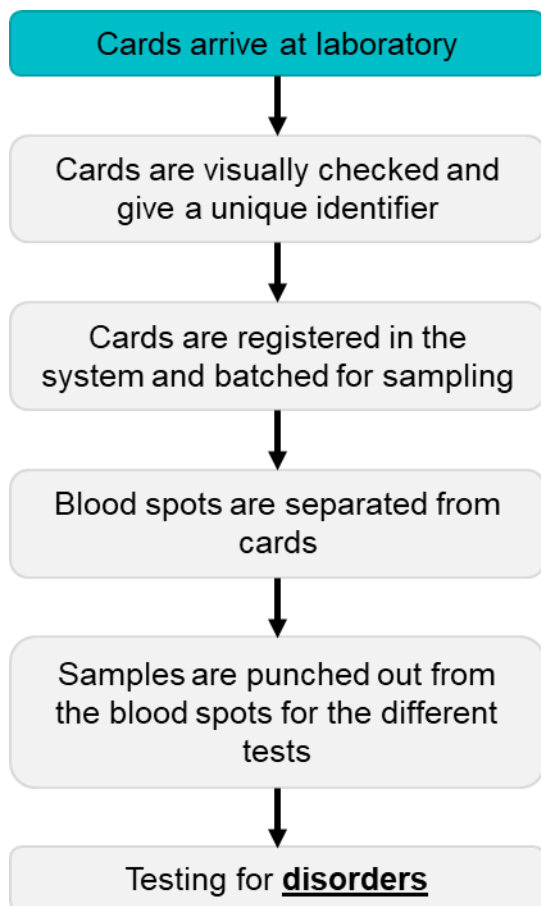 Cards arrive at laboratory
Cards are visually checked and
give a unique identifier
Cards are registered in the
system and batched for sampling
Blood spots are separated from
cards
Samples are punched out from
the blood spots for the different
tests
Testing for disorders